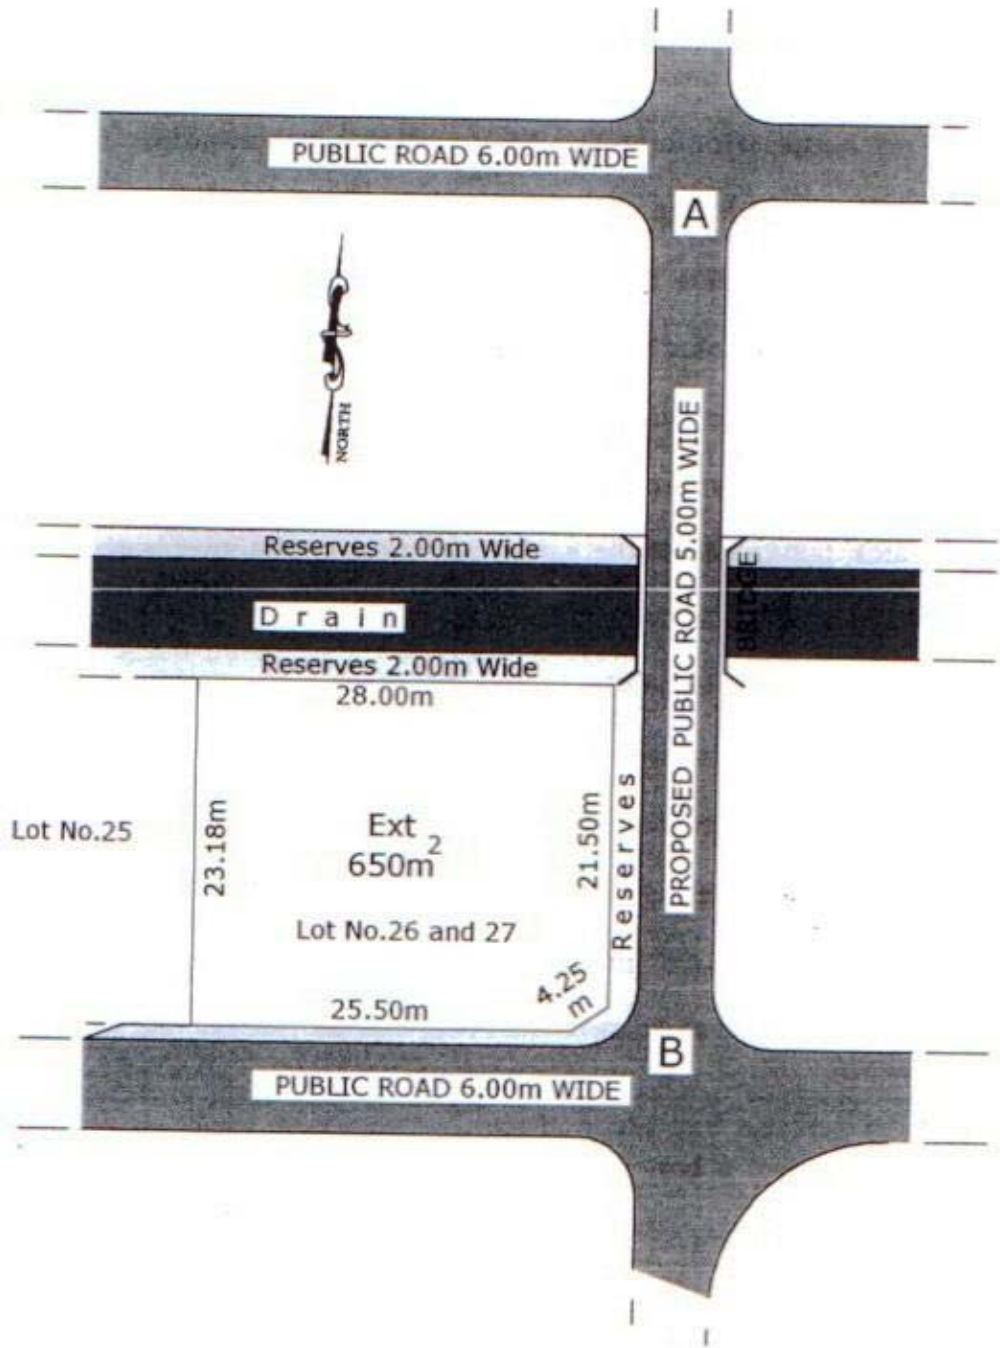 PUBLIC ROAD 6.00m WIDE
A
NORTH
PROPOSED PUBLIC ROAD 5.00m WIDE
Reserves 2.00m Wide
BRIDGE
Drain
Reserves 2.00m Wide
28.00m
Lot No.25
23.18m
Ext
650m²
21.50m
Reserves
Lot No.26 and 27
4.25
m
25.50m
B
PUBLIC ROAD 6.00m WIDE